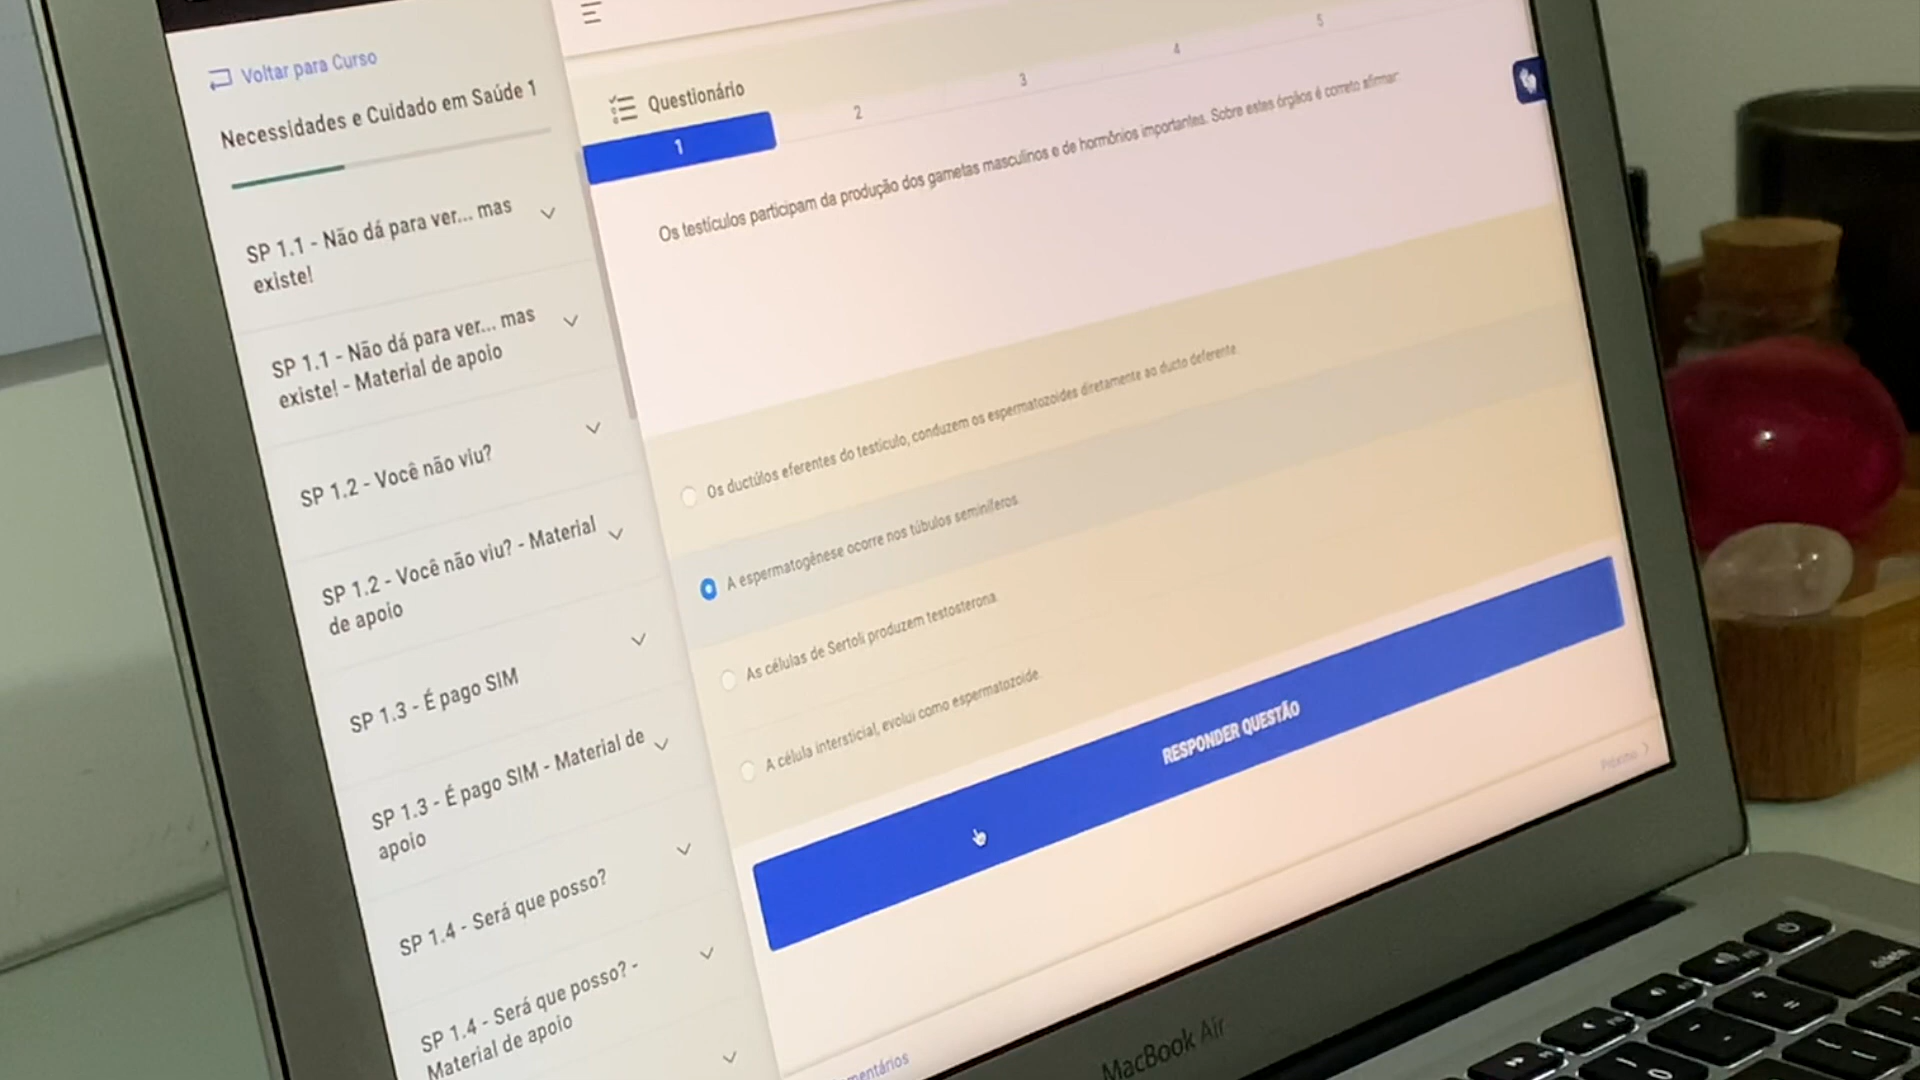 Voltar para Curso
Necessidades e Cuidado em Saúde 1
SP 1.1 - Não dá para ver... mas
existe!
SP 1.1 - Não dá para ver... mas
existe! - Material de apoio
SP 1.2 - Você não viu?
SP 1.2 - Você não viu? - Material
de apoio
SP 1.3 - É pago SIM
SP 1.3 - É pago SIM - Material de
apoio
SP 1.4 - Será que posso?
SP 1.4 - Será que posso? -
Material de apoio
Questionário
1 2 3 4 5
Os testículos participam da produção dos gametas masculinos e de hormônios importantes. Sobre estes órgãos é correto afirmar:
Os ductúlos eferentes do testículo, conduzem os espermatozoides diretamente ao ducto deferente.
A espermatogênese ocorre nos túbulos seminíferos
As células de Sertoli produzem testosterona.
A célula intersticial, evolui como espermatozoide.
RESPONDER QUESTÃO
Próximo
MacBook Air